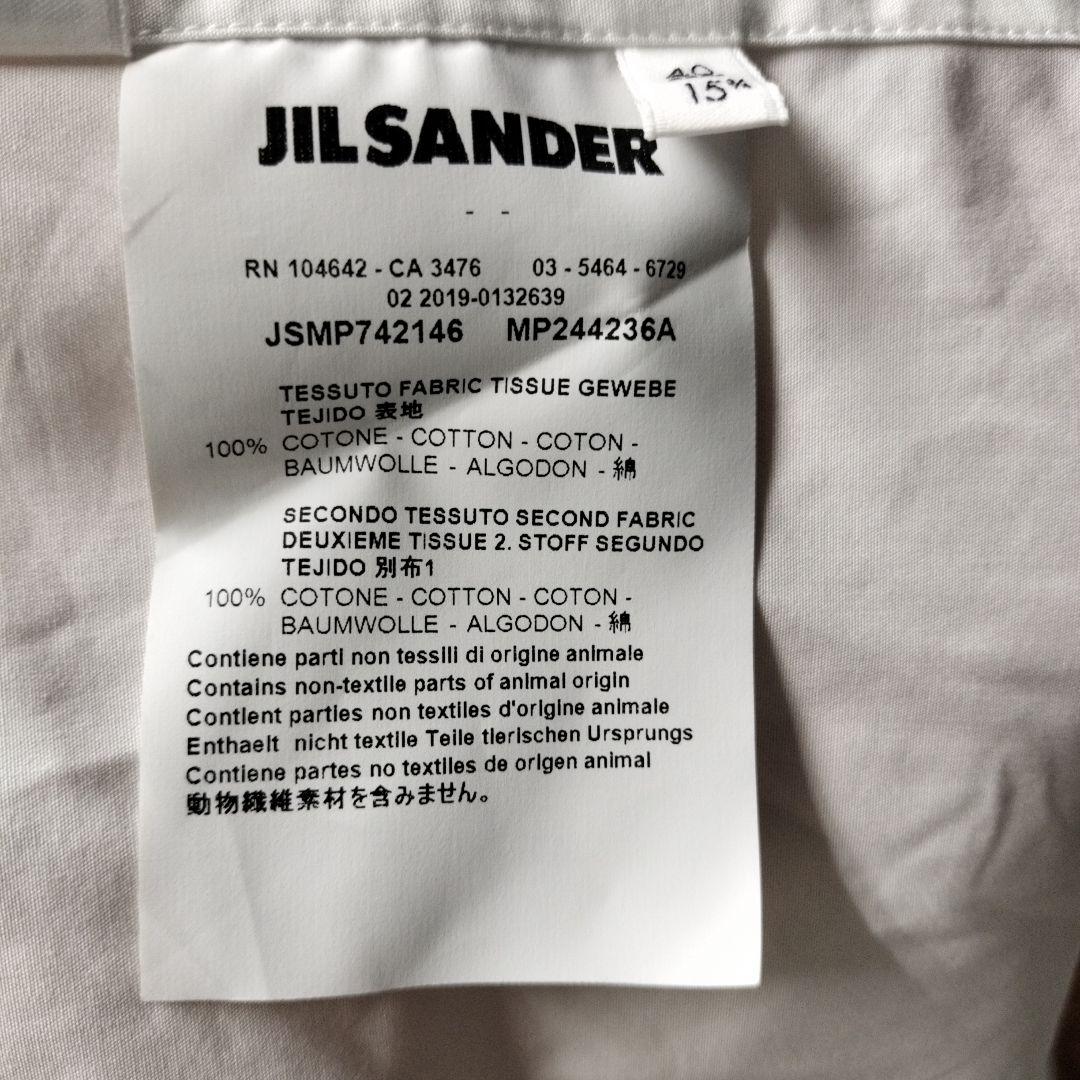 40
15¾
JIL SANDER
- -
RN 104642 - CA 3476 03 - 5464 - 6729
02 2019-0132639
JSMP742146 MP244236A
TESSUTO FABRIC TISSUE GEWEBE
TEJIDO 表地
100% COTONE - COTTON - COTON -
BAUMWOLLE - ALGODON - 綿
SECONDO TESSUTO SECOND FABRIC
DEUXIEME TISSUE 2. STOFF SEGUNDO
TEJIDO 別布1
100% COTONE - COTTON - COTON -
BAUMWOLLE - ALGODON - 綿
Contiene parti non tessili di origine animale
Contains non-textile parts of animal origin
Contient parties non textiles d'origine animale
Enthaelt nicht textile Teile tierischen Ursprungs
Contiene partes no textiles de origen animal
動物繊維素材を含みません。